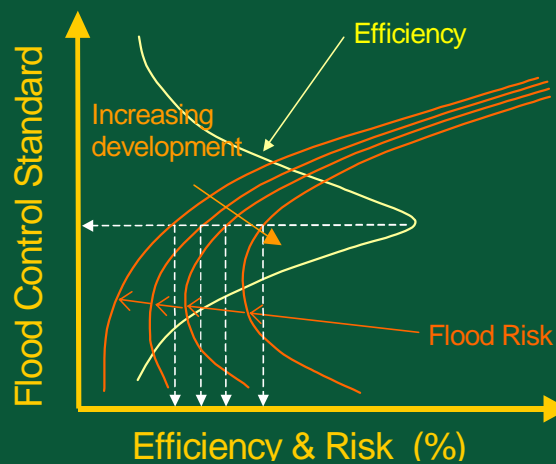 Efficiency
Increasing
development
Flood Control Standard
Flood Risk
Efficiency & Risk (%)